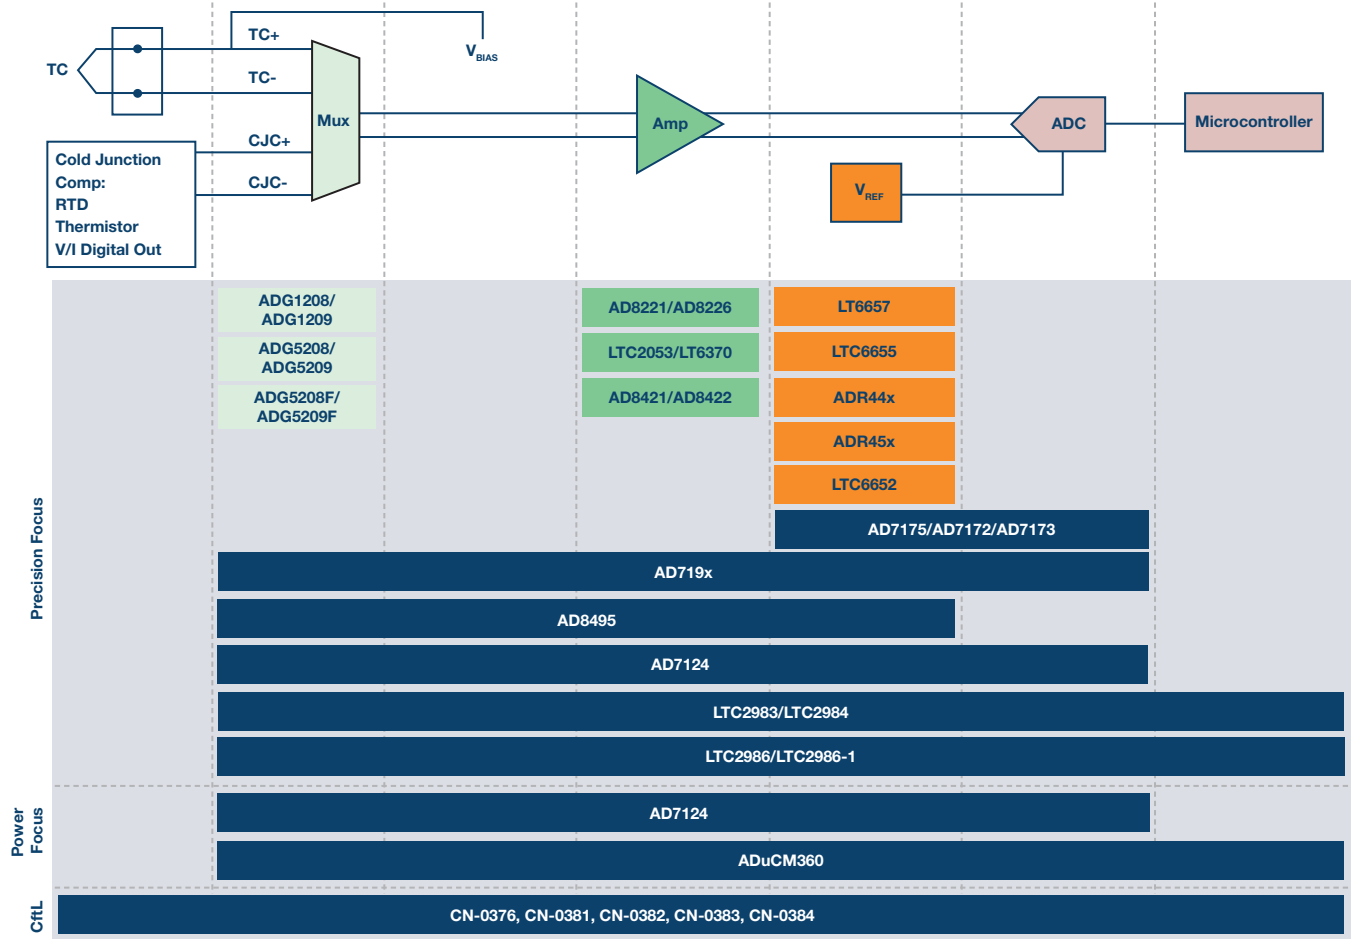 TC+
TC
TC-
V BIAS
Mux
Amp
ADC
Microcontroller
CJC+
CJC-
Cold Junction
Comp:
RTD
Thermistor
V/I Digital Out
V REF
ADG1208/
ADG1209
ADG5208/
ADG5209
ADG5208F/
ADG5209F
AD8221/AD8226
LTC2053/LT6370
AD8421/AD8422
LT6657
LTC6655
ADR44x
ADR45x
LTC6652
Precision Focus
AD7175/AD7172/AD7173
AD719x
AD8495
AD7124
LTC2983/LTC2984
LTC2986/LTC2986-1
Power
Focus
AD7124
ADuCM360
CftL
CN-0376, CN-0381, CN-0382, CN-0383, CN-0384